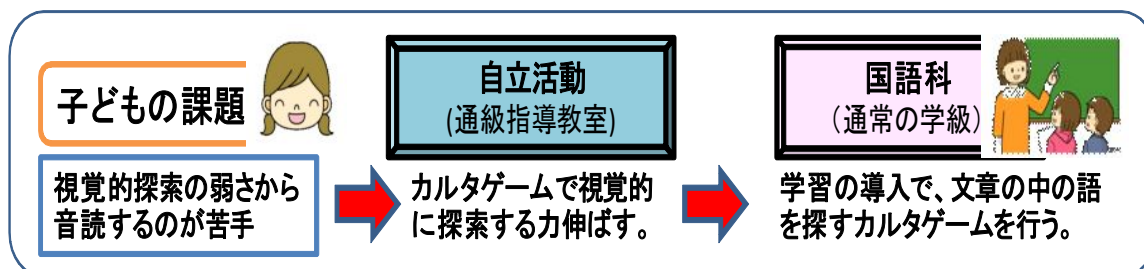 子どもの課題
視覚的探索の弱さから
音読するのが苦手
自立活動
(通級指導教室)
カルタゲームで視覚的
に探索する力伸ばす。
国語科
（通常の学級）
学習の導入で、文章の中の語
を探すカルタゲームを行う。